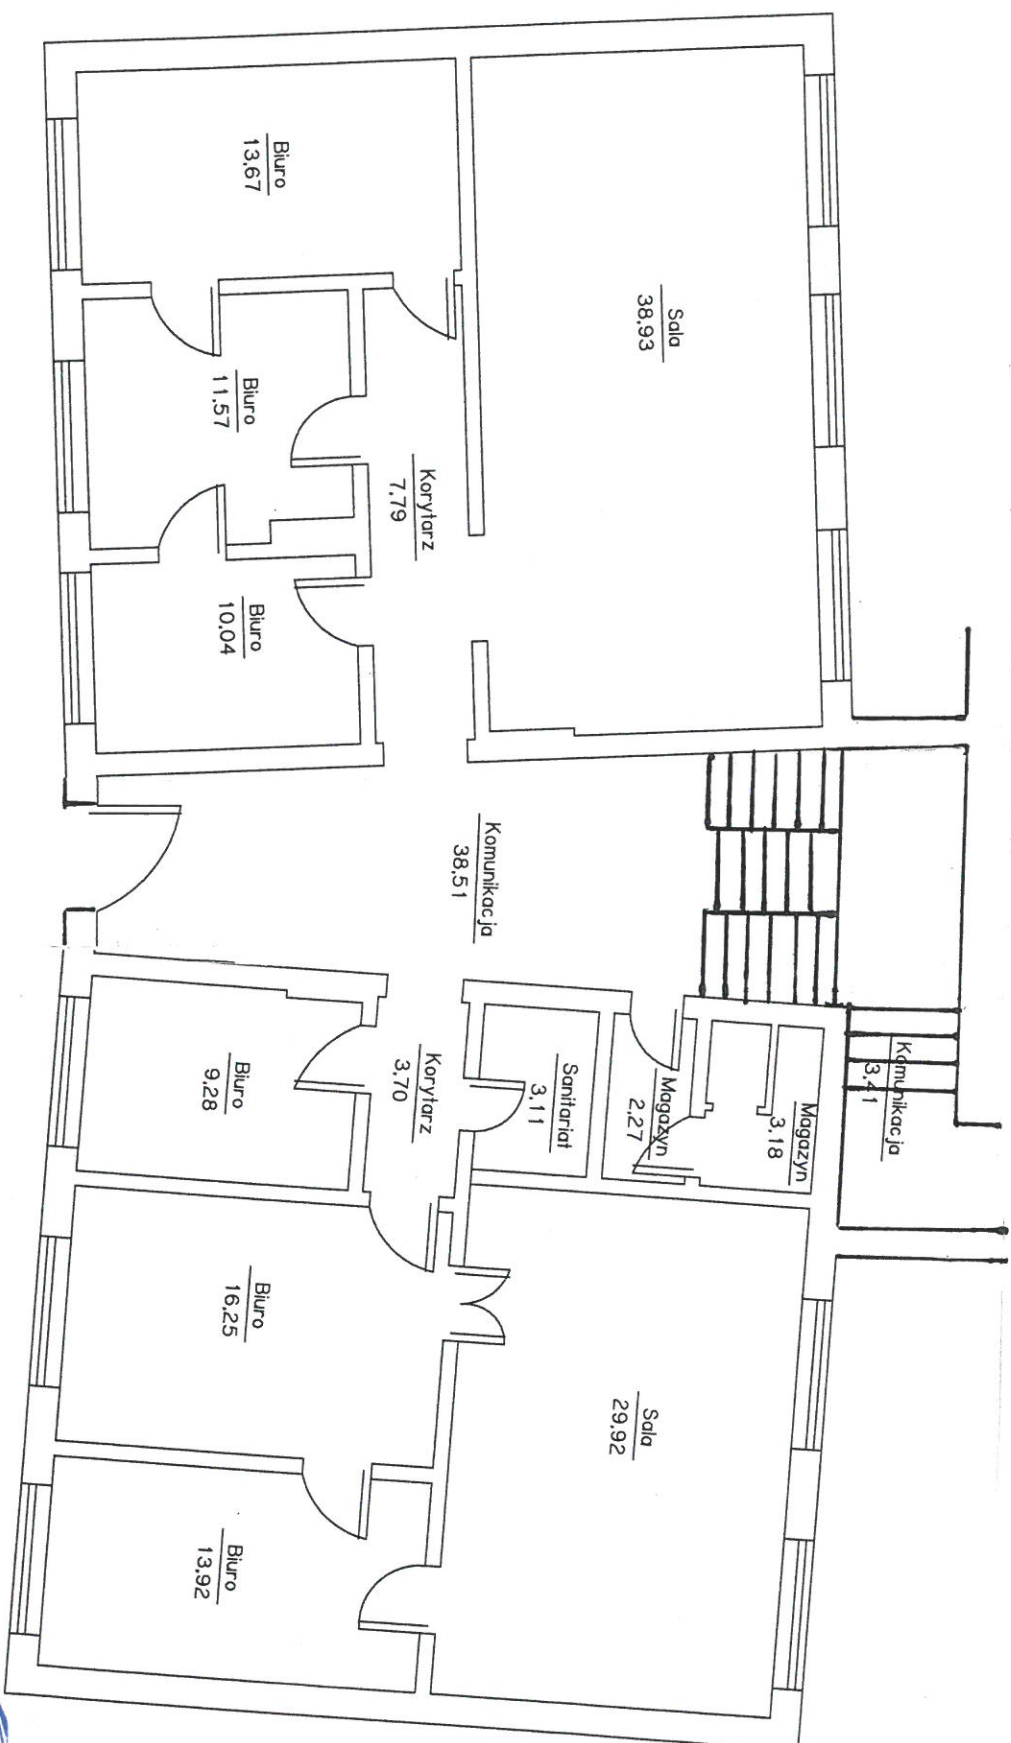 Biuro
13,67
Sala
38,93
Biuro
11,57
Korytarz
7,79
Biuro
10,04
Komunikacja
38,51
Biuro
9,28
Korytarz
3,70
Sanitariat
3,11
Magazyn
2,27
Magazyn
3,18
Komunikacja
3,41
Biuro
16,25
Sala
29,92
Biuro
13,92